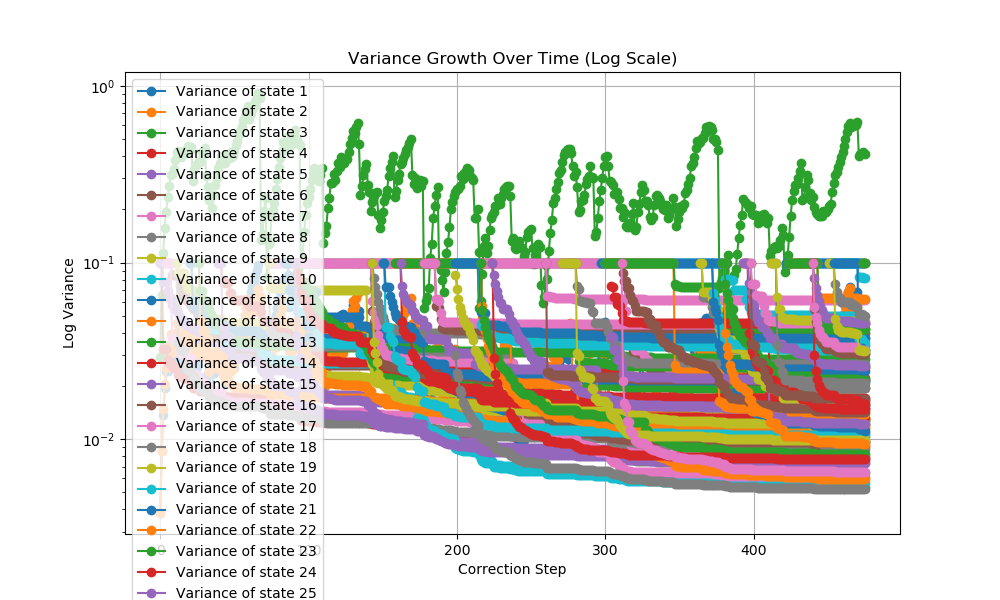 Variance Growth Over Time (Log Scale)
Log Variance
10⁰
10⁻¹
10⁻²
Variance of state 1
Variance of state 2
Variance of state 3
Variance of state 4
Variance of state 5
Variance of state 6
Variance of state 7
Variance of state 8
Variance of state 9
Variance of state 10
Variance of state 11
Variance of state 12
Variance of state 13
Variance of state 14
Variance of state 15
Variance of state 16
Variance of state 17
Variance of state 18
Variance of state 19
Variance of state 20
Variance of state 21
Variance of state 22
Variance of state 23
Variance of state 24
Variance of state 25
0 100 200 300 400
Correction Step